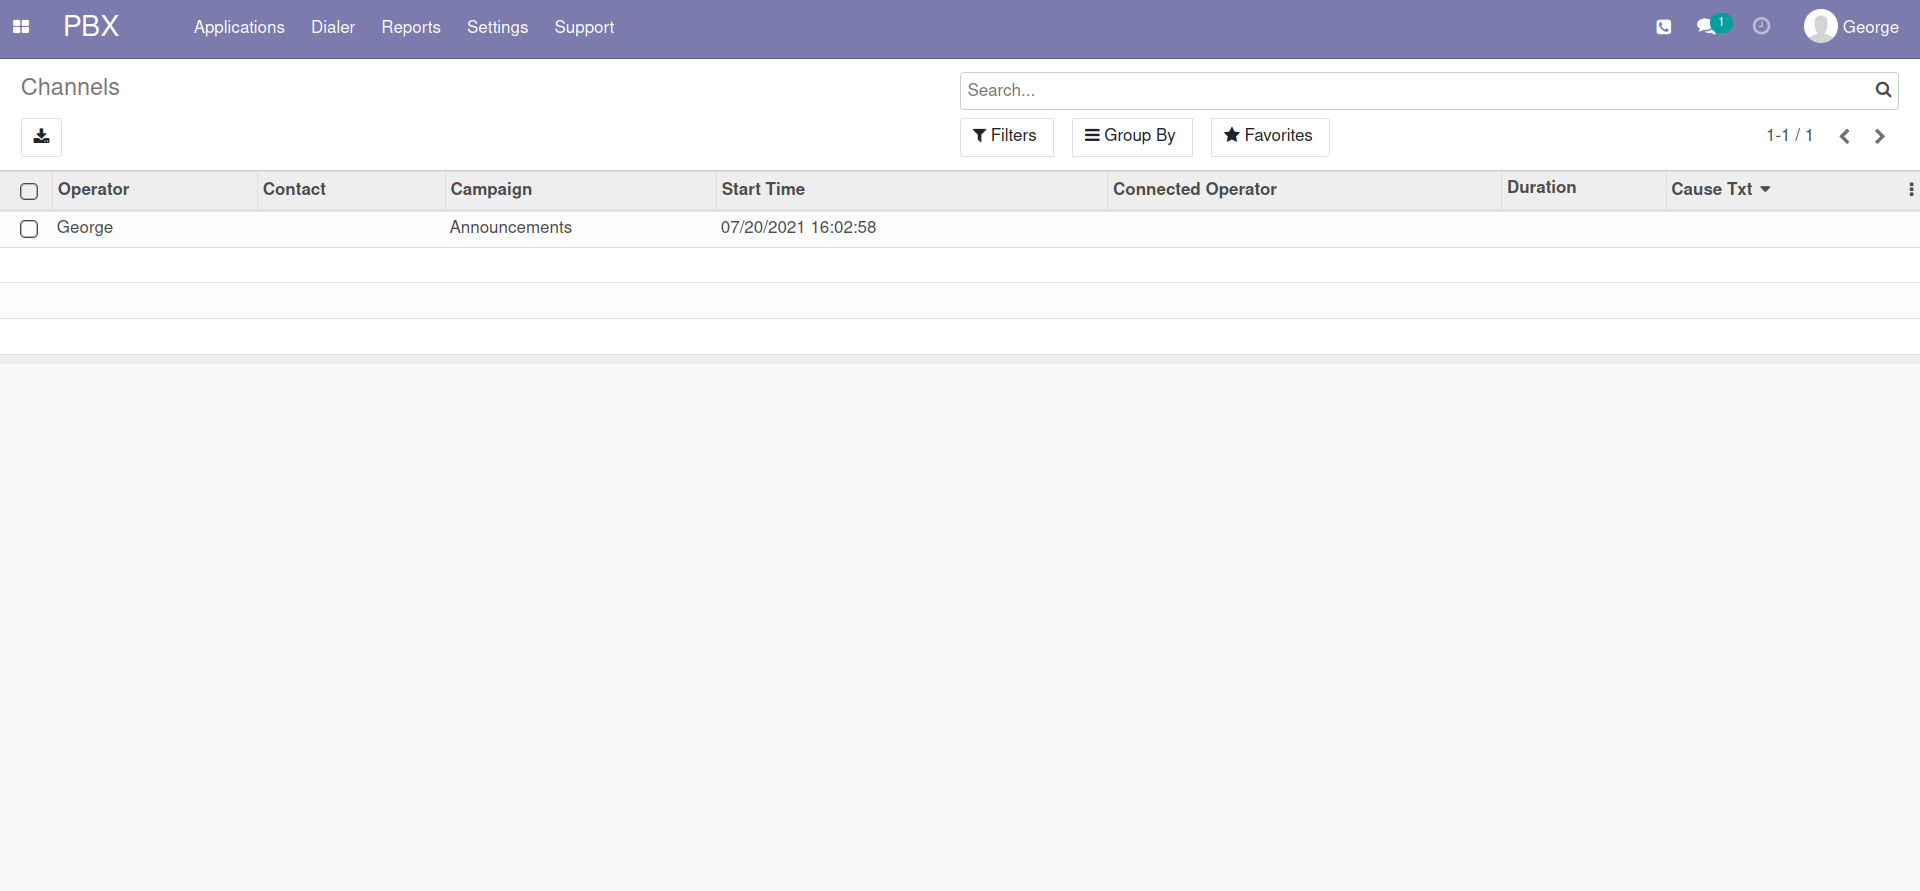 PBX Applications Dialer Reports Settings Support 1 George
Channels
Search...
Filters Group By Favorites 1-1 / 1
Operator Contact Campaign Start Time Connected Operator Duration Cause Txt
George Announcements 07/20/2021 16:02:58